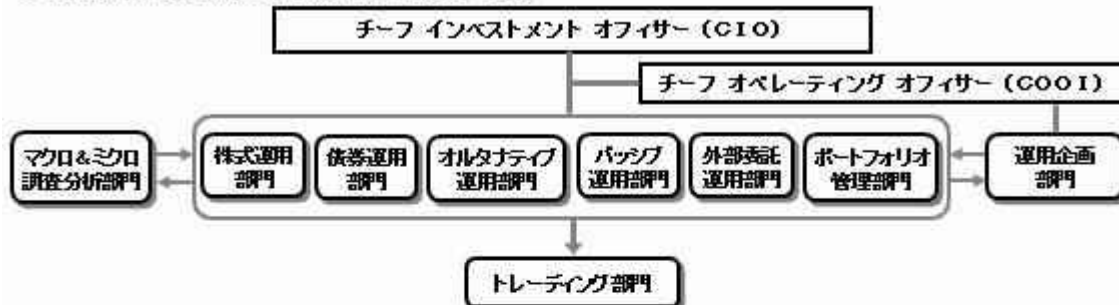 チーフ インベストメント オフィサー (CIO)
チーフ オペレーティング オフィサー (COOI)
マクロ&ミクロ
調査分析部門
株式運用
部門
債券運用
部門
オルタナティブ
運用部門
パッシブ
運用部門
外部委託
運用部門
ポートフォリオ
管理部門
運用企画
部門
トレーディング部門